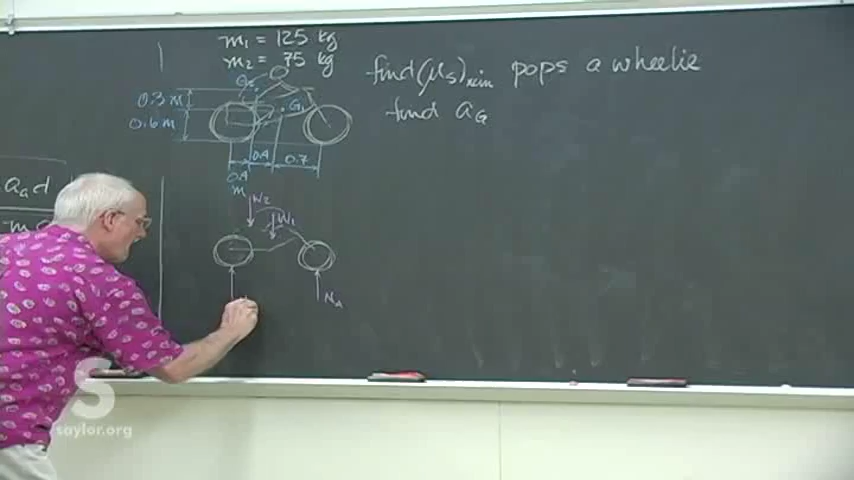 m₁ = 125 kg
m₂ = 75 kg
find (μs)min pops a wheelie
find aG
G₂
G₁
0.3 m
0.6 m
0.4 m
0.4
0.7
aG d
W₂
W₁
NA
S
saylor.org